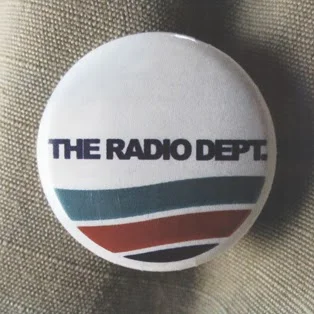 THE RADIO DEPT.